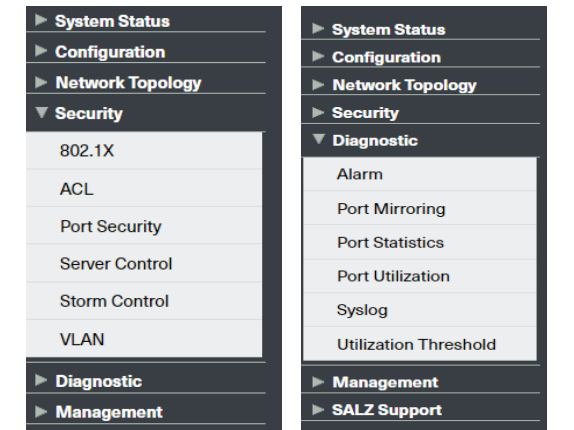 System Status
Configuration
Network Topology
Security
802.1X
ACL
Port Security
Server Control
Storm Control
VLAN
Diagnostic
Management
System Status
Configuration
Network Topology
Security
Diagnostic
Alarm
Port Mirroring
Port Statistics
Port Utilization
Syslog
Utilization Threshold
Management
SALZ Support